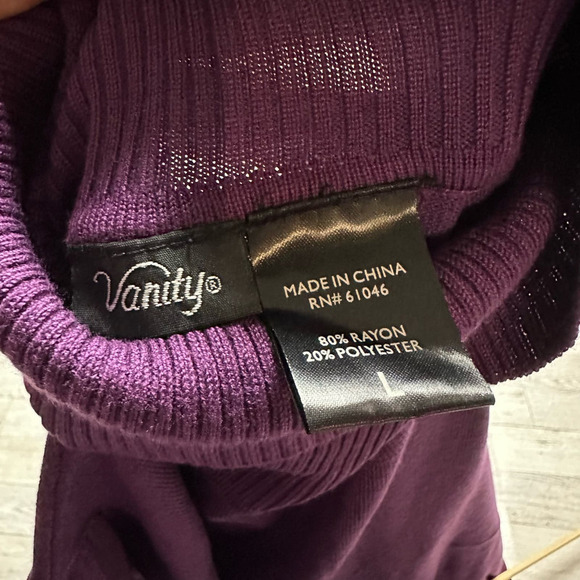 Vanity®
MADE IN CHINA
RN# 61046
80% RAYON
20% POLYESTER
L